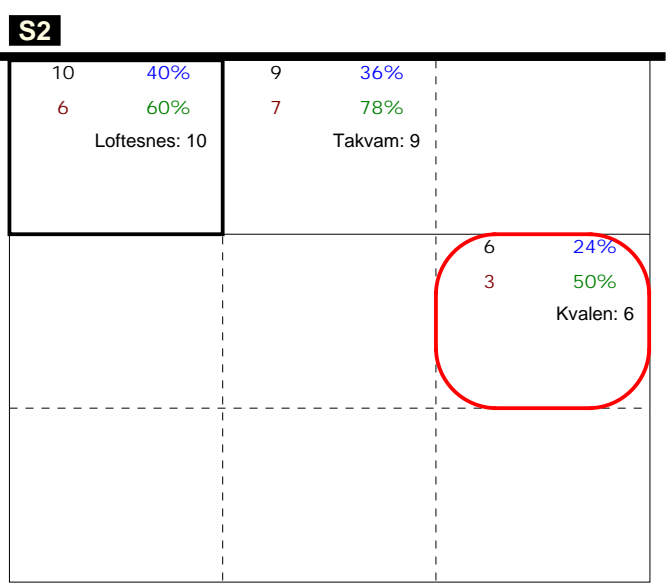 S2
10 40% 9 36%
6 60% 7 78%
Loftesnes: 10 Takvam: 9
6 24%
3 50%
Kvalen: 6